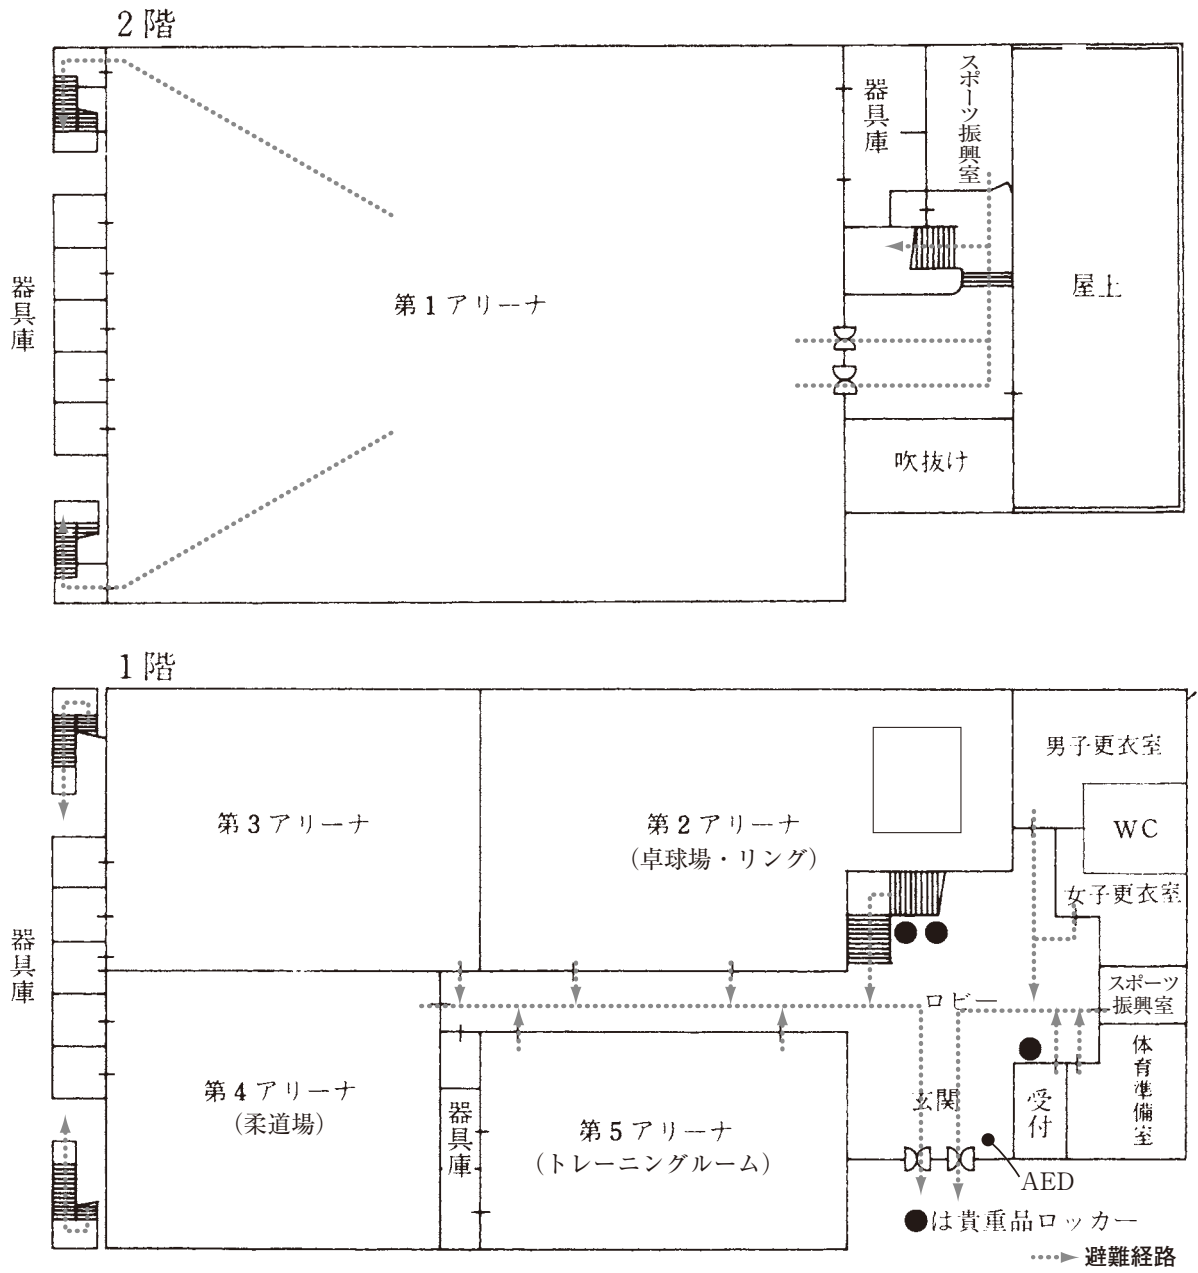 2階
器具庫
スポーツ振興室
器具庫
第1アリーナ
屋上
吹抜け
1階
男子更衣室
WC
第3アリーナ
第2アリーナ
(卓球場・リング)
女子更衣室
器具庫
ロビー
スポーツ
振興室
第4アリーナ
(柔道場)
器具庫
第5アリーナ
(トレーニングルーム)
玄関
受付
体育準備室
AED
●は貴重品ロッカー
避難経路